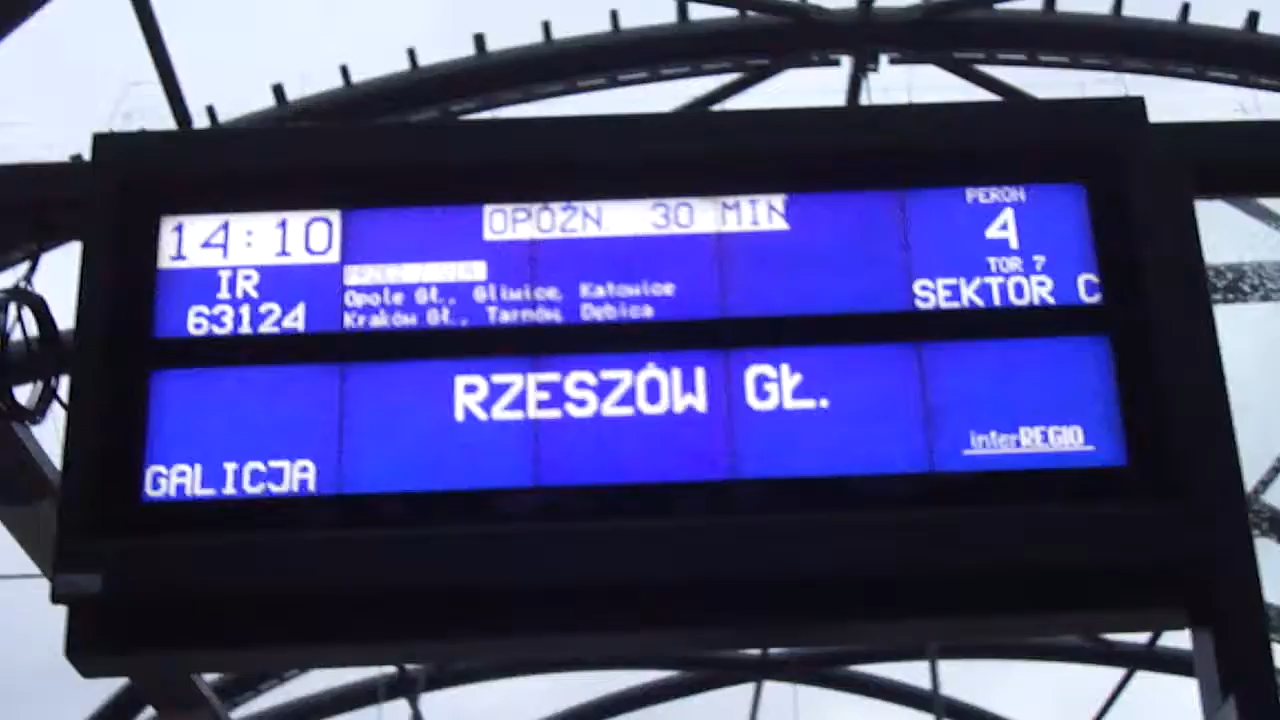 14:10
OPÓŹN. 30 MIN
PERON
4
IR
63124
Opole Gł., Gliwice, Katowice
Kraków Gł., Tarnów, Dębica
TOR 7
SEKTOR C
RZESZÓW GŁ.
GALICJA
interREGIO